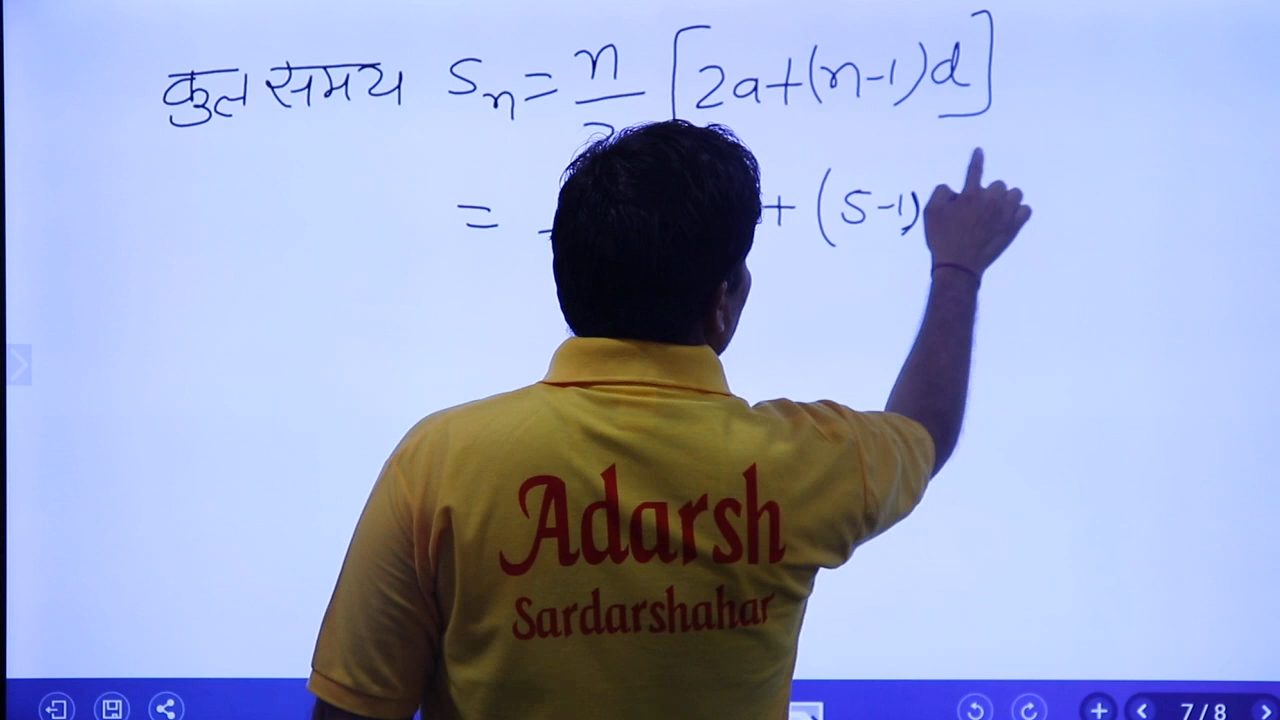 कुल समय Sn = n/2 [2a+(n-1)d]
= + (5-1)
Adarsh
Sardarshahar
7/8